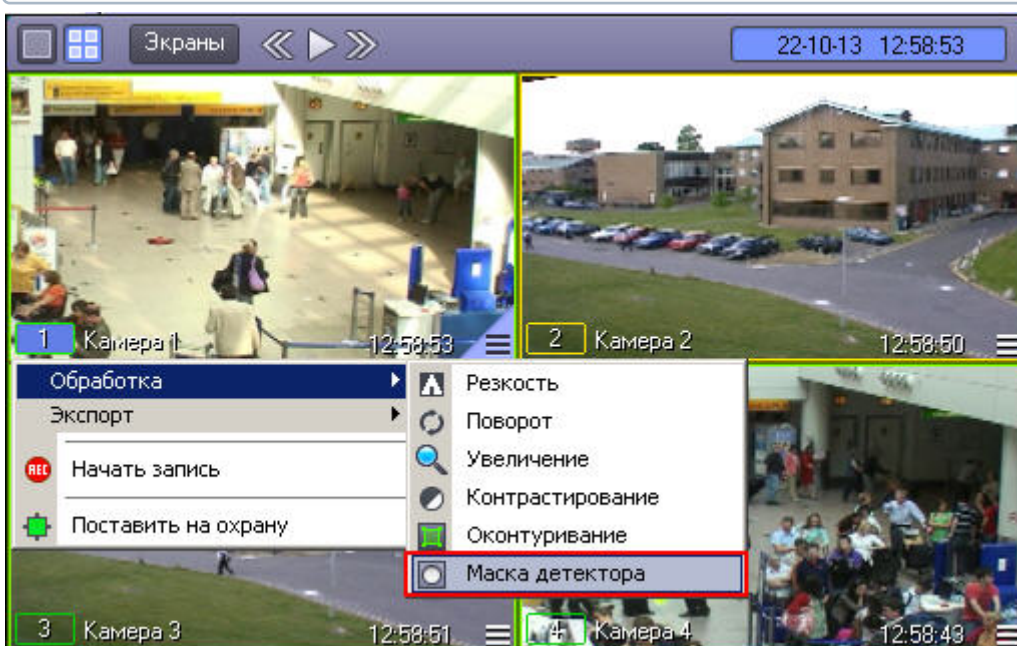 Экраны
22-10-13 12:58:53
1 Камера 1 12:58:53
2 Камера 2 12:58:50
Обработка
Экспорт
REC Начать запись
Поставить на охрану
Резкость
Поворот
Увеличение
Контрастирование
Оконтуривание
Маска детектора
3 Камера 3 12:58:51
4 Камера 4 12:58:43